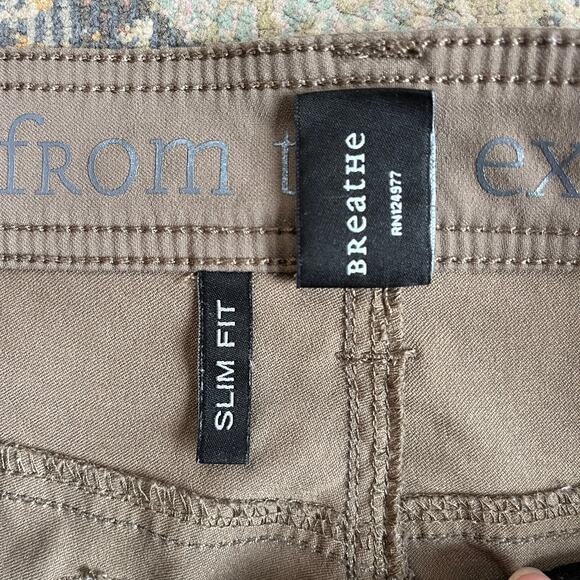 from t ex
BReatHe
RN124977
SLIM FIT